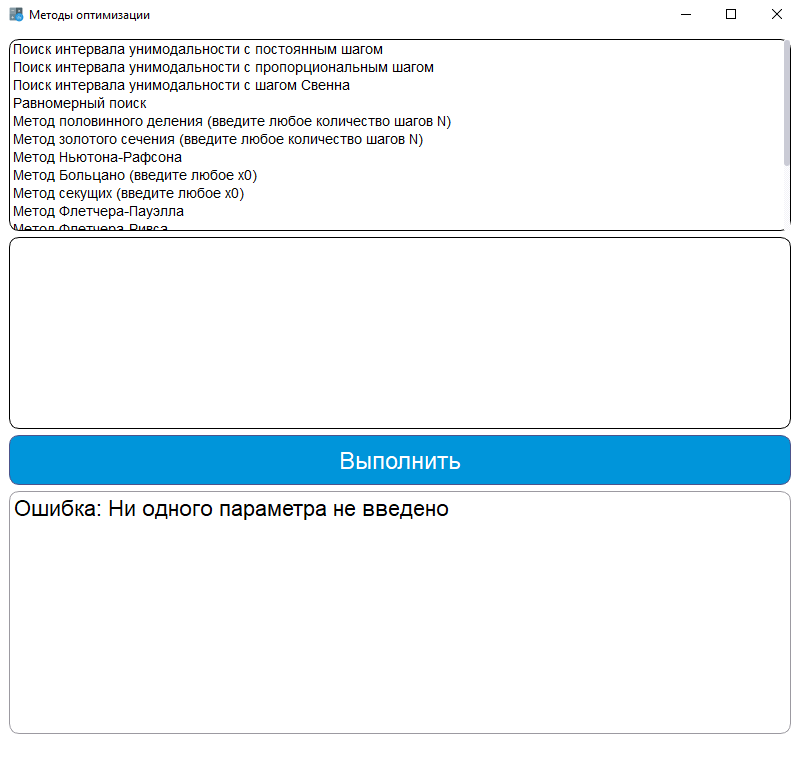 Методы оптимизации
Поиск интервала унимодальности с постоянным шагом
Поиск интервала унимодальности с пропорциональным шагом
Поиск интервала унимодальности с шагом Свенна
Равномерный поиск
Метод половинного деления (введите любое количество шагов N)
Метод золотого сечения (введите любое количество шагов N)
Метод Ньютона-Рафсона
Метод Больцано (введите любое x0)
Метод секущих (введите любое x0)
Метод Флетчера-Пауэлла
Метод Флетчера-Ривса
Выполнить
Ошибка: Ни одного параметра не введено